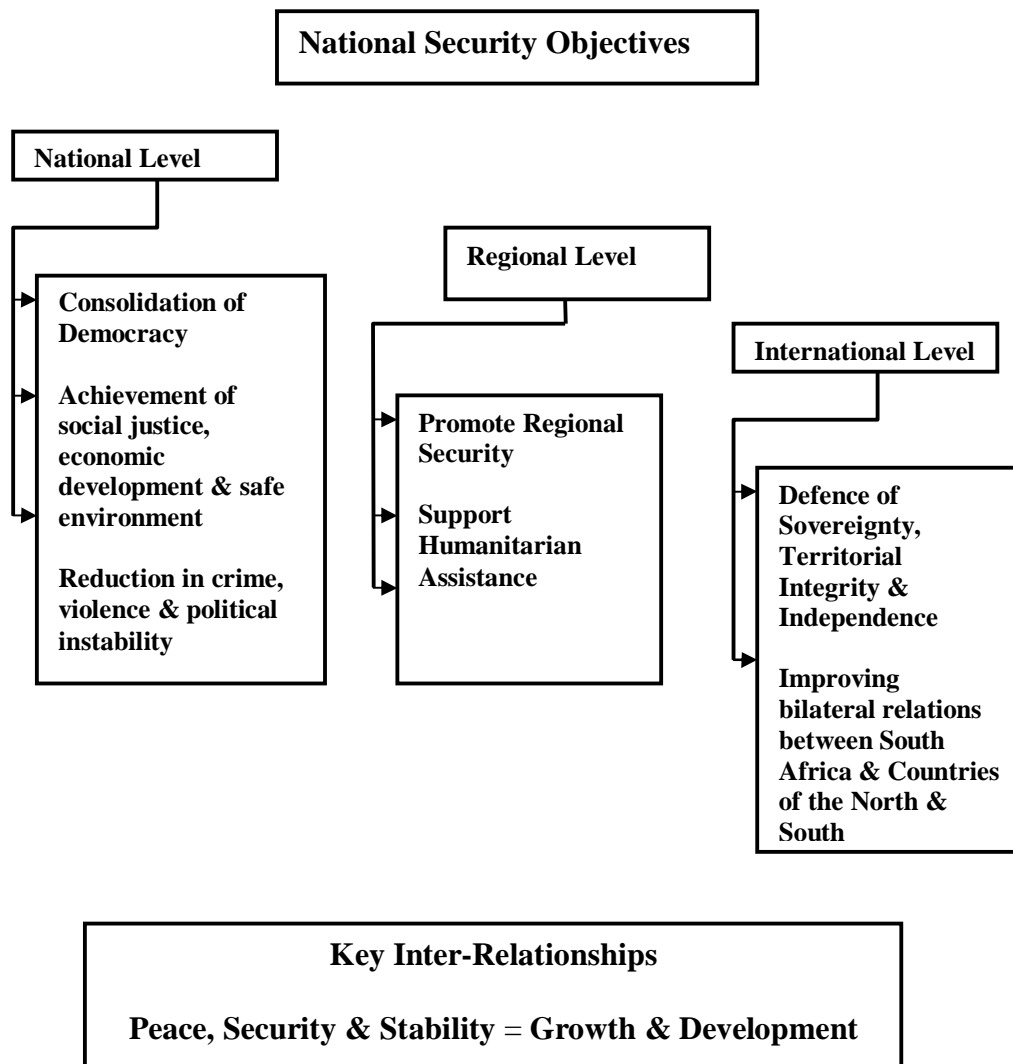 National Security Objectives
National Level
Consolidation of
Democracy
Achievement of
social justice,
economic
development & safe
environment
Reduction in crime,
violence & political
instability
Regional Level
Promote Regional
Security
Support
Humanitarian
Assistance
International Level
Defence of
Sovereignty,
Territorial
Integrity &
Independence
Improving
bilateral relations
between South
Africa & Countries
of the North &
South
Key Inter-Relationships
Peace, Security & Stability = Growth & Development